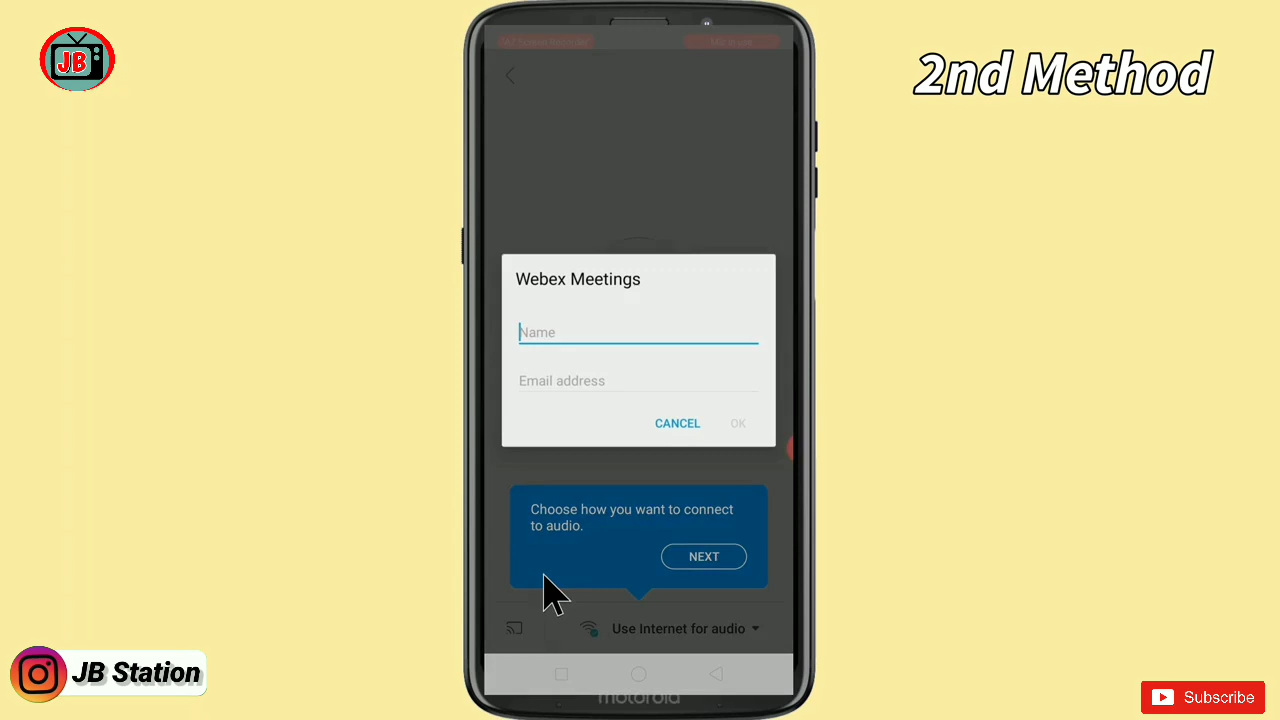 JB
2nd Method
Webex Meetings
Name
Email address
CANCEL OK
Choose how you want to connect
to audio.
NEXT
Use Internet for audio
motorola
JB Station
Subscribe